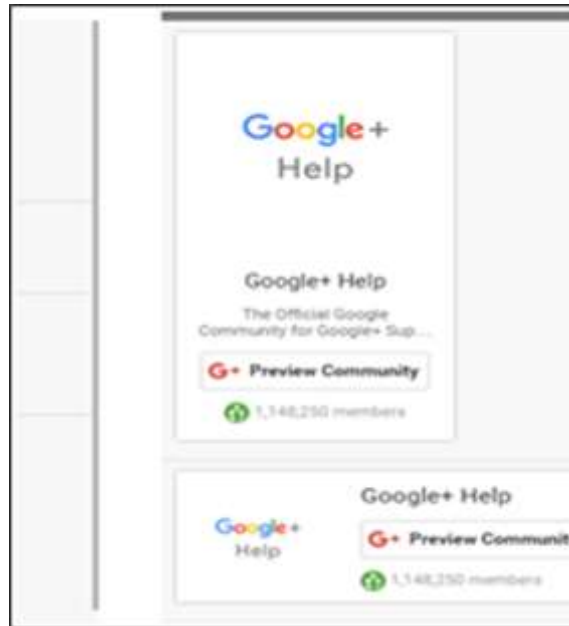 Google+
Help
Google+ Help
The Official Google
Community for Google+ Sup...
G+ Preview Community
1,148,250 members
Google+ Help
Google+
Help
G+ Preview Communit
1,148,250 members